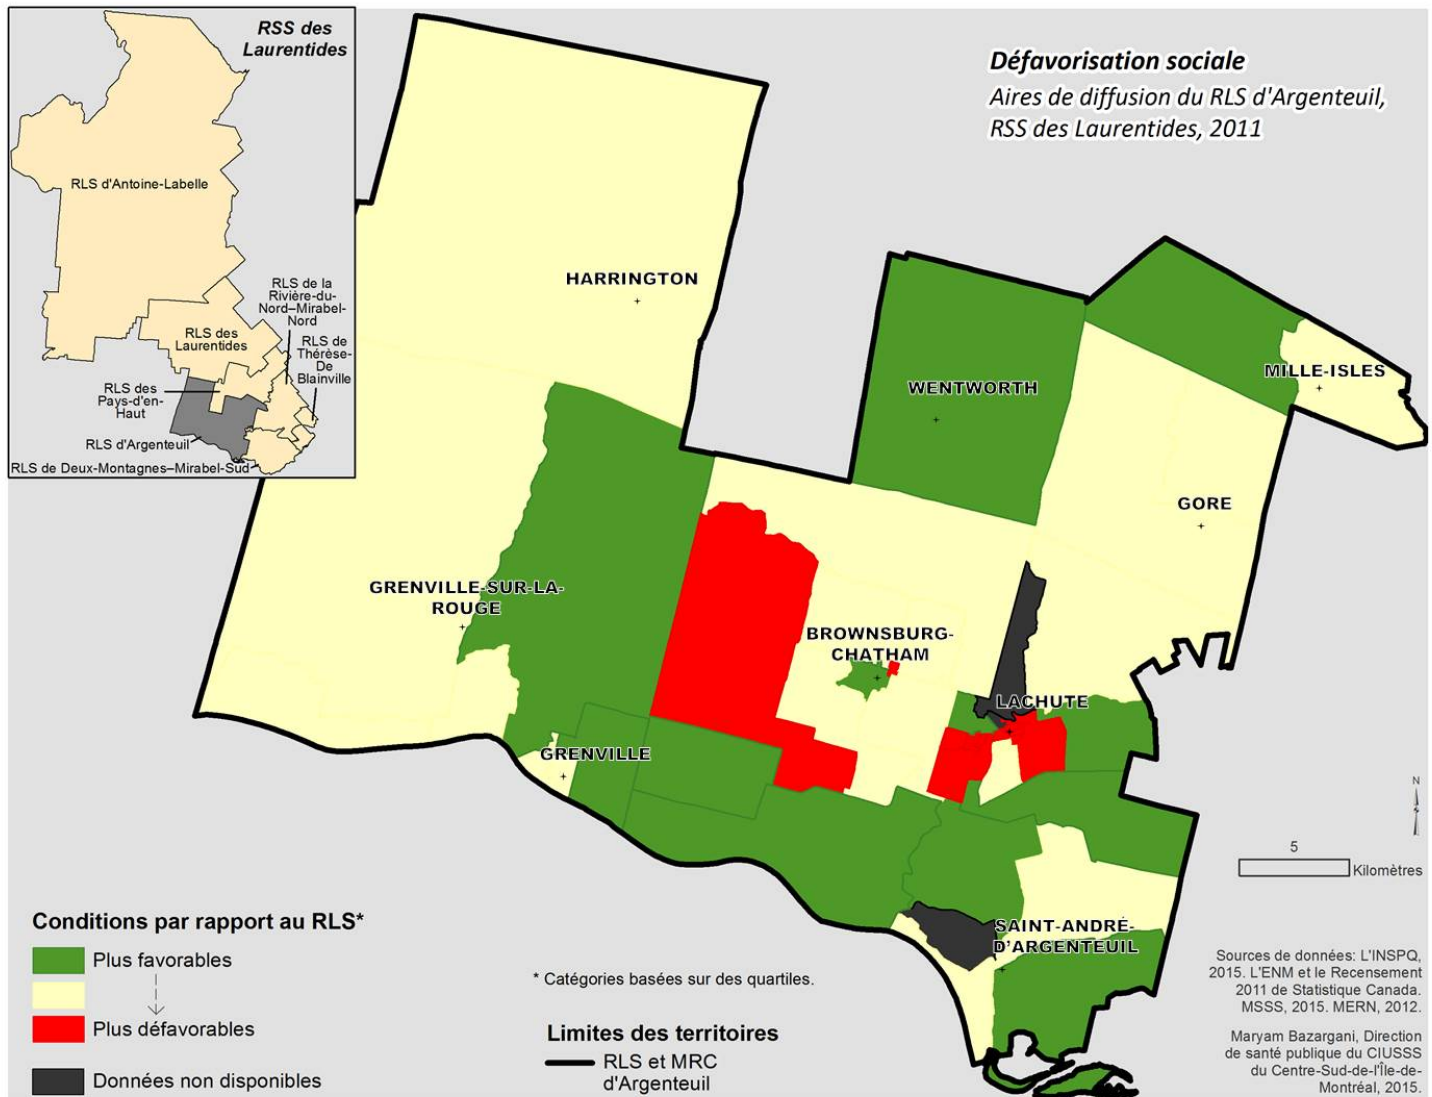 RSS des
Laurentides
RLS d'Antoine-Labelle
RLS de la
Rivière-du-
Nord–Mirabel-
Nord
RLS des
Laurentides
RLS de
Thérèse-
De
Blainville
RLS des
Pays-d'en-
Haut
RLS d'Argenteuil
RLS de Deux-Montagnes–Mirabel-Sud
Défavorisation sociale
Aires de diffusion du RLS d'Argenteuil,
RSS des Laurentides, 2011
HARRINGTON
WENTWORTH
MILLE-ISLES
GORE
GRENVILLE-SUR-LA-
ROUGE
BROWNSBURG-
CHATHAM
LACHUTE
GRENVILLE
SAINT-ANDRÉ-
D'ARGENTEUIL
N
5
Kilomètres
Conditions par rapport au RLS*
Plus favorables
Plus défavorables
Données non disponibles
* Catégories basées sur des quartiles.
Limites des territoires
RLS et MRC
d'Argenteuil
Sources de données: L'INSPQ,
2015. L'ENM et le Recensement
2011 de Statistique Canada.
MSSS, 2015. MERN, 2012.
Maryam Bazargani, Direction
de santé publique du CIUSSS
du Centre-Sud-de-l'Île-de-
Montréal, 2015.